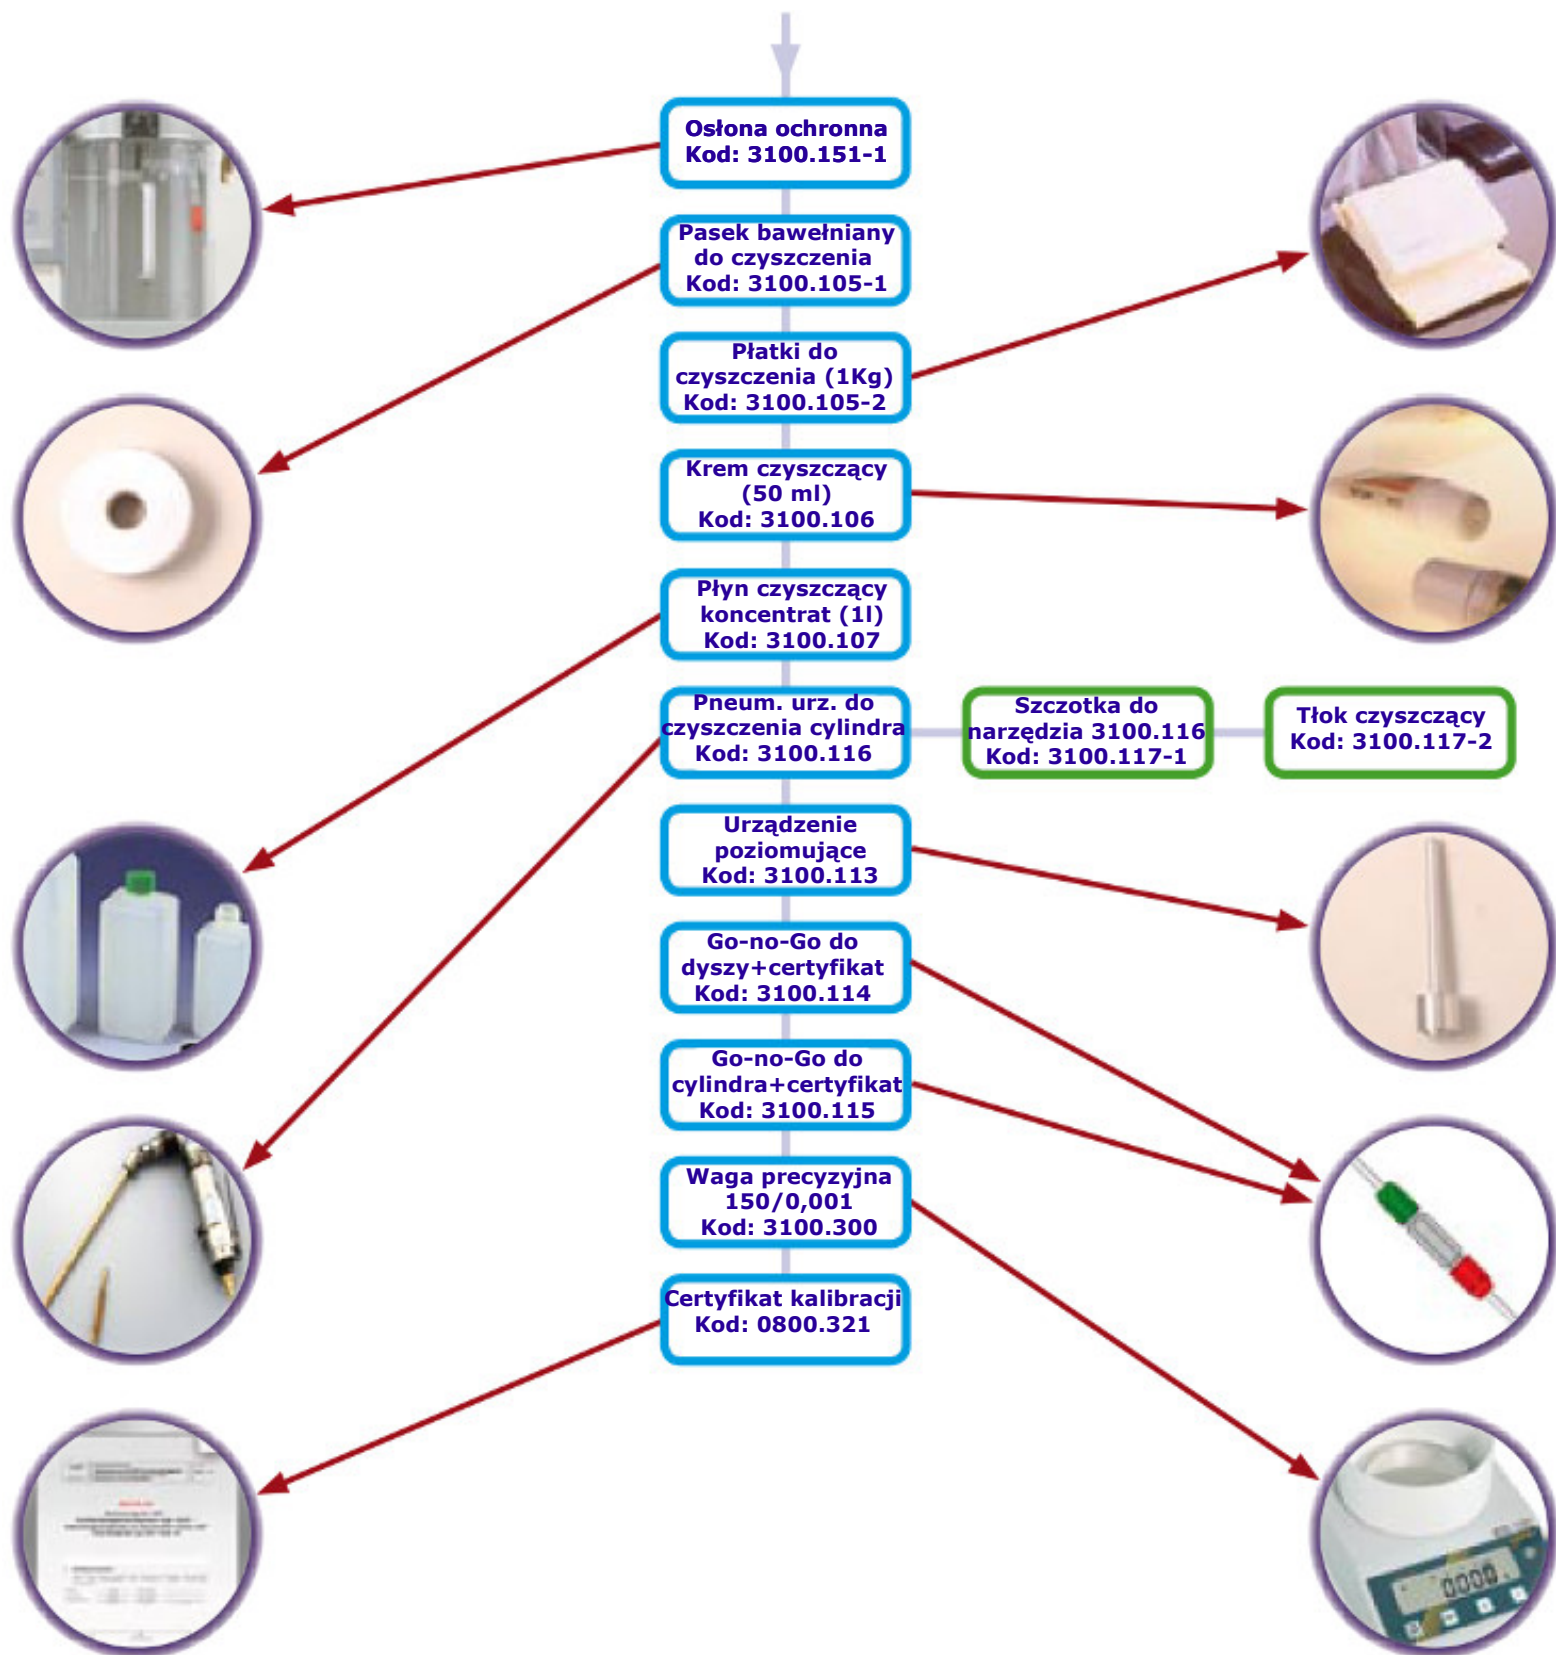 Osłona ochronna
Kod: 3100.151-1
Pasek bawełniany
do czyszczenia
Kod: 3100.105-1
Płatki do
czyszczenia (1Kg)
Kod: 3100.105-2
Krem czyszczący
(50 ml)
Kod: 3100.106
Płyn czyszczący
koncentrat (1l)
Kod: 3100.107
Pneum. urz. do
czyszczenia cylindra
Kod: 3100.116
Szczotka do
narzędzia 3100.116
Kod: 3100.117-1
Tłok czyszczący
Kod: 3100.117-2
Urządzenie
poziomujące
Kod: 3100.113
Go-no-Go do
dyszy+certyfikat
Kod: 3100.114
Go-no-Go do
cylindra+certyfikat
Kod: 3100.115
Waga precyzyjna
150/0,001
Kod: 3100.300
Certyfikat kalibracji
Kod: 0800.321